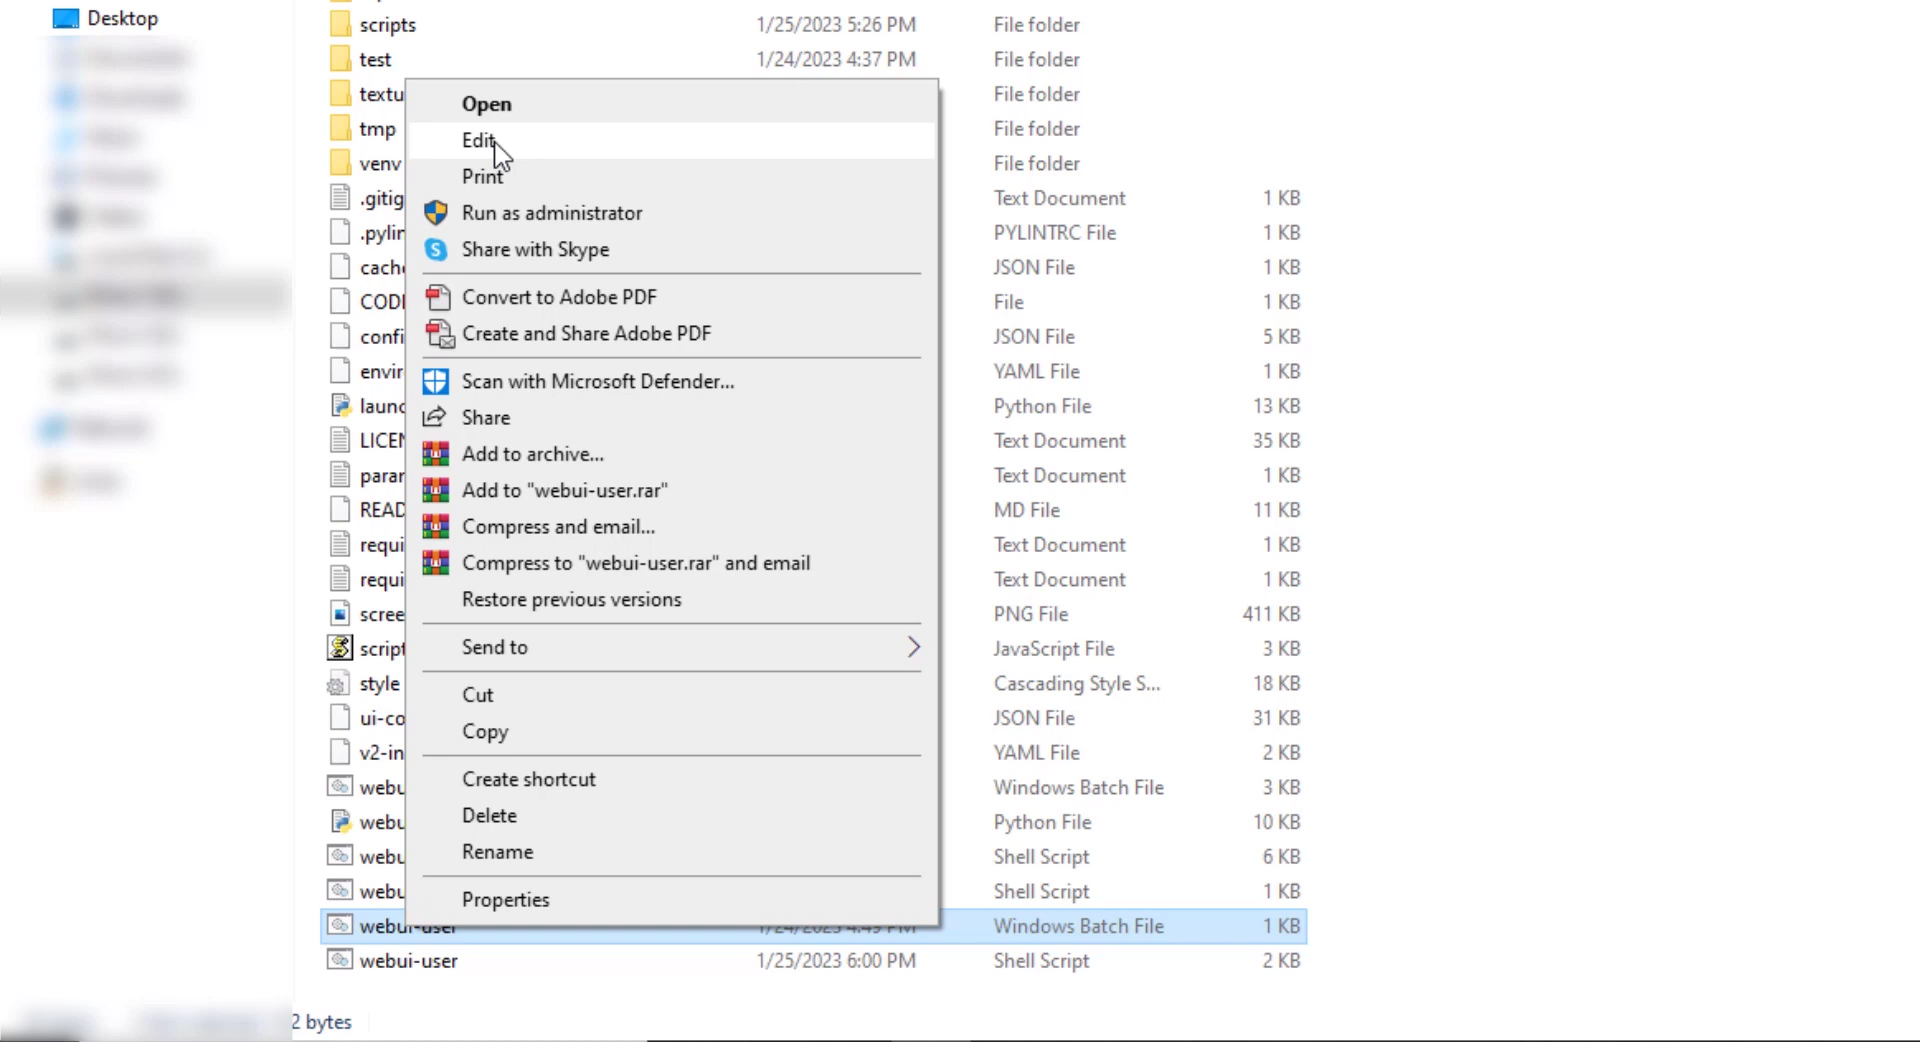 Desktop
scripts 1/25/2023 5:26 PM File folder
test 1/24/2023 4:37 PM File folder
textu File folder
tmp File folder
venv File folder
.gitig Text Document 1 KB
.pylin PYLINTRC File 1 KB
cache JSON File 1 KB
CODE File 1 KB
confi JSON File 5 KB
envir YAML File 1 KB
launc Python File 13 KB
LICEN Text Document 35 KB
parar Text Document 1 KB
READ MD File 11 KB
requi Text Document 1 KB
requi Text Document 1 KB
scree PNG File 411 KB
script JavaScript File 3 KB
style Cascading Style S... 18 KB
ui-co JSON File 31 KB
v2-in YAML File 2 KB
webu Windows Batch File 3 KB
webu Python File 10 KB
webu Shell Script 6 KB
webu Shell Script 1 KB
webui-user 1/24/2023 4:49 PM Windows Batch File 1 KB
webui-user 1/25/2023 6:00 PM Shell Script 2 KB
Open
Edit
Print
Run as administrator
Share with Skype
Convert to Adobe PDF
Create and Share Adobe PDF
Scan with Microsoft Defender...
Share
Add to archive...
Add to "webui-user.rar"
Compress and email...
Compress to "webui-user.rar" and email
Restore previous versions
Send to
Cut
Copy
Create shortcut
Delete
Rename
Properties
2 bytes